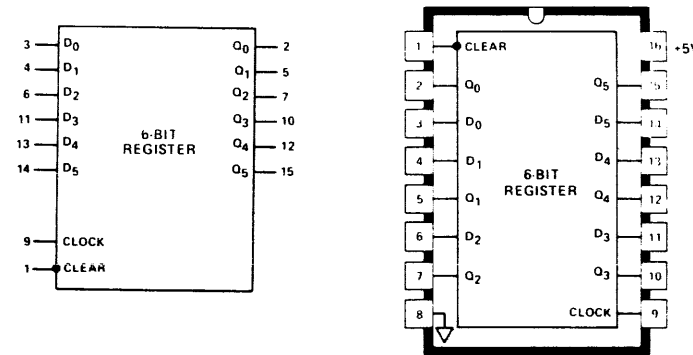 3 D0 Q0 2
4 D1 Q1 5
6 D2 Q2 7
11 D3 Q3 10
13 D4 Q4 12
14 D5 Q5 15
6-BIT
REGISTER
9 CLOCK
1 CLEAR
1 CLEAR 16 +5V
2 Q0 Q5 15
3 D0 D5 14
4 D1 D4 13
6-BIT
REGISTER
5 Q1 Q4 12
6 D2 D3 11
7 Q2 Q3 10
8 CLOCK 9